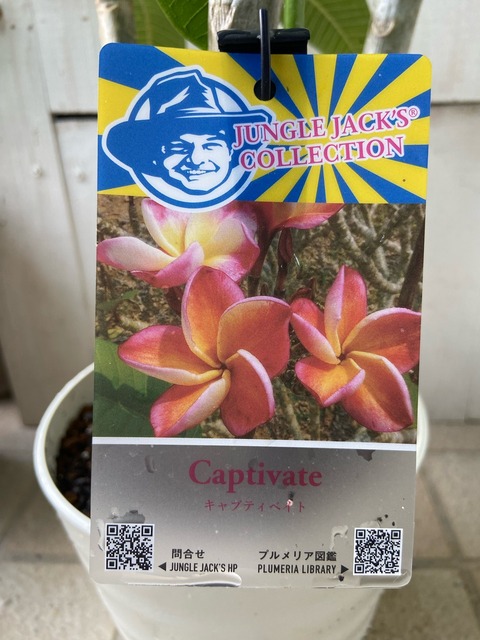 JUNGLE JACK'S®
COLLECTION
Captivate
キャプティベイト
問合せ
◀ JUNGLE JACK'S HP
プルメリア図鑑
PLUMERIA LIBRARY ▶